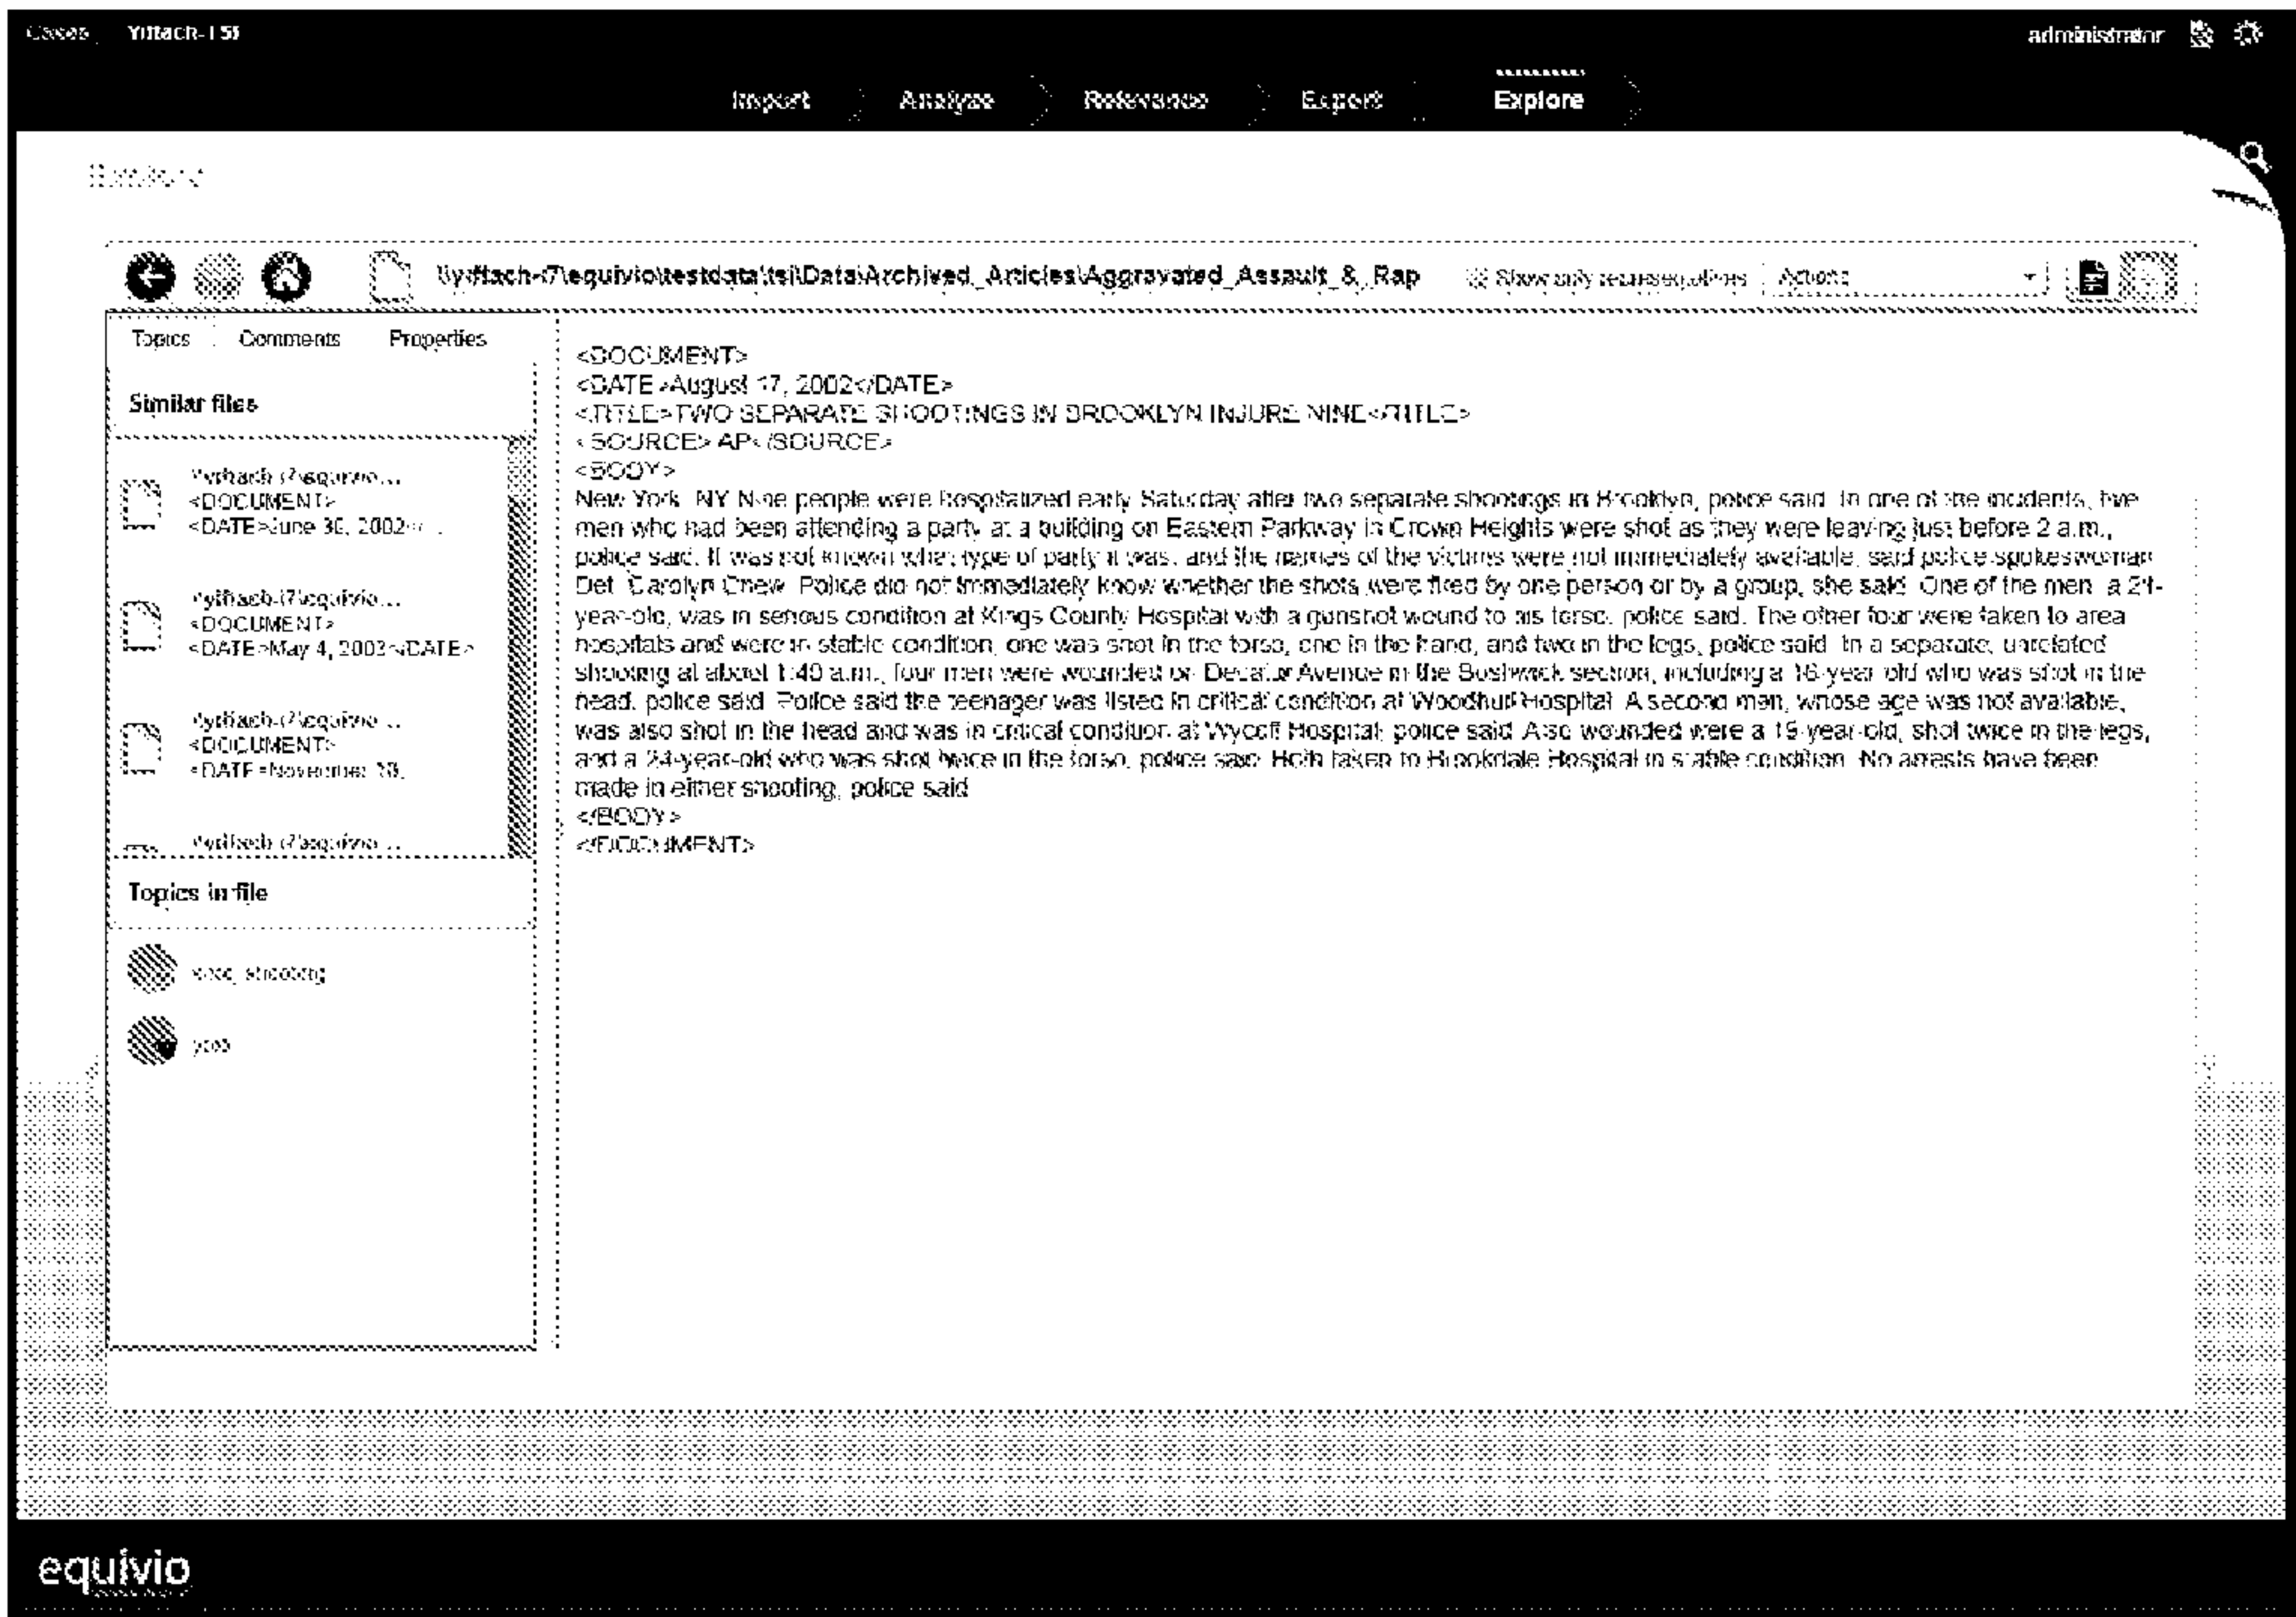 Cases
administrator
Import Analyze Relevance Export Explore
\\yiftach-i7\equivio\testdata\tsi\Data\Archived_Articles\Aggravated_Assault_&_Rap
Show only representatives
Actions
Topics Comments Properties
Similar files
<DOCUMENT>
<DATE>June 30, 2002</ ...
<DOCUMENT>
<DATE>May 4, 2002</DATE>
<DOCUMENT>
<DATE>November
Topics in file
shooting
<DOCUMENT>
<DATE>August 17, 2002</DATE>
<TITLE>TWO SEPARATE SHOOTINGS IN BROOKLYN INJURE NINE</TITLE>
<SOURCE> AP</SOURCE>
<BODY>
New York, NY Nine people were hospitalized early Saturday after two separate shootings in Brooklyn, police said. In one of the incidents, five
men who had been attending a party at a building on Eastern Parkway in Crown Heights were shot as they were leaving just before 2 a.m.,
police said. It was not known what type of party it was, and the names of the victims were not immediately available, said police spokeswoman
Det. Carolyn Chew. Police did not immediately know whether the shots were fired by one person or by a group, she said. One of the men, a
year-old, was in serious condition at Kings County Hospital with a gunshot wound to his torso, police said. The other four were taken to area
hospitals and were in stable condition, one was shot in the torso, one in the hand, and two in the legs, police said. In a separate, unrelated
shooting at about 1:40 a.m., four men were wounded on Decatur Avenue in the Bushwick section, including a 16-year old who was shot in the
head, police said. Police said the teenager was listed in critical condition at Woodhull Hospital. A second man, whose age was not available,
was also shot in the head and was in critical condition at Wycoff Hospital, police said. Also wounded were a 19-year-old, shot twice in the legs,
and a 24-year-old who was shot twice in the torso, police said. Both taken to Brookdale Hospital in stable condition. No arrests have been
made in either shooting, police said.
</BODY>
</DOCUMENT>
equivio